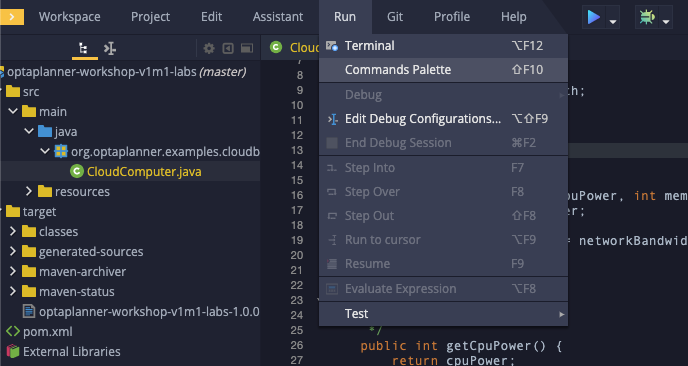 Workspace Project Edit Assistant Run Git Profile Help
optaplanner-workshop-v1m1-labs (master)
src
main
java
org.optaplanner.examples.cloudb
CloudComputer.java
resources
target
classes
generated-sources
maven-archiver
maven-status
optaplanner-workshop-v1m1-labs-1.0.0
pom.xml
External Libraries
Clou
Terminal ⌥F12
Commands Palette ⇧F10
Debug
Edit Debug Configurations... ⌥⇧F9
End Debug Session ⌘F2
Step Into F7
Step Over F8
Step Out ⇧F8
Run to cursor ⌥F9
Resume F9
Evaluate Expression ⌥F8
Test
7
8
9 th;
10
11
12
13
14
15
16 puPower, int mem
17 er;
18
19 = networkBandwid
20
21
22
23
24
25 */
26 public int getCpuPower() {
27 return cpuPower;